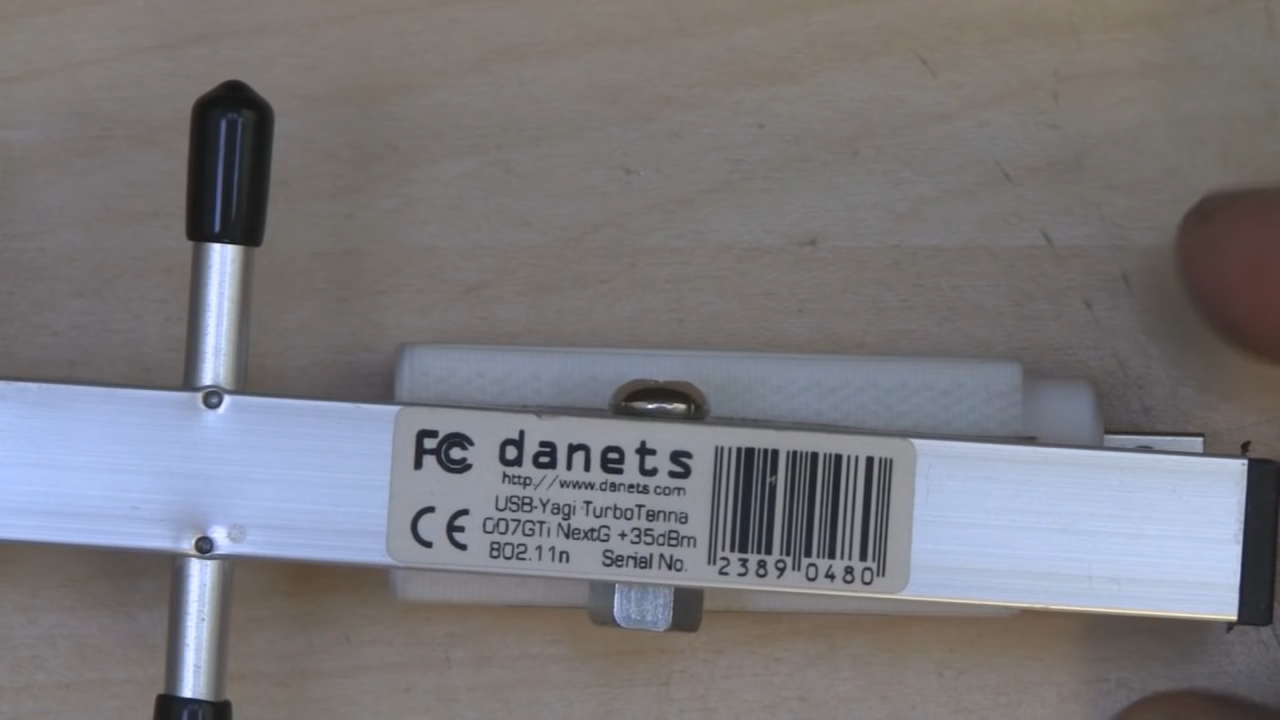 FC danets
http://www.danets.com
USB-Yagi TurboTenna
CE 007GTi NextG +35dBm
802.11n Serial No.
2389 0480